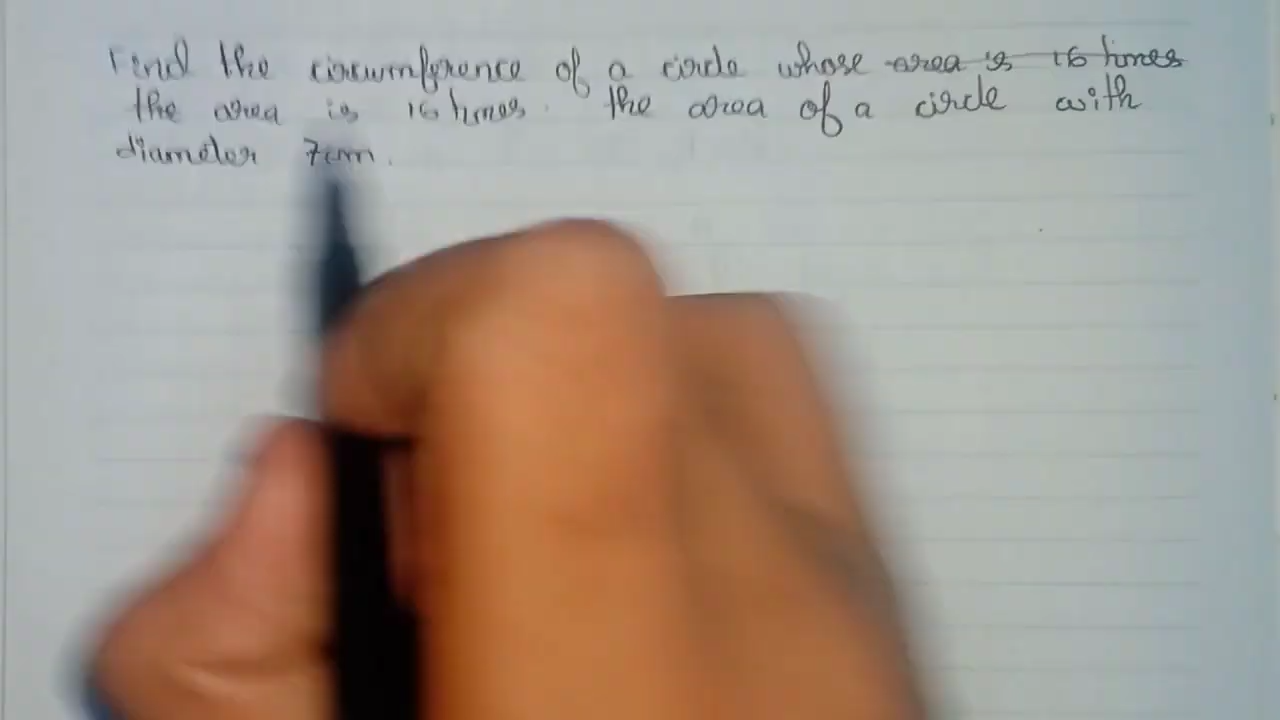 Find the circumference of a circle whose area is 16 times
the area is 16 times the area of a circle with
diameter 7cm.